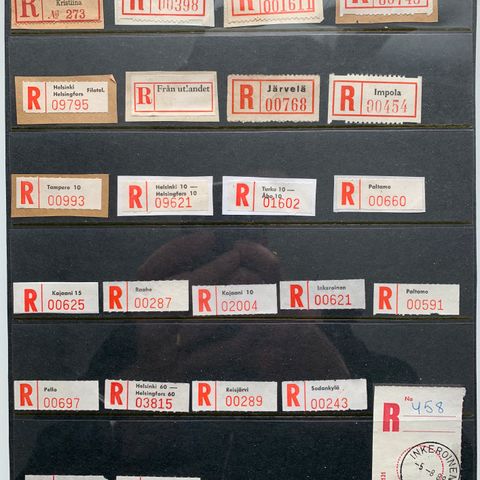 R Kristiina
№ 273
00398
R 001611
R Helsinki Filatel.
Helsingfors
09795
R Från utlandet
R Järvelä
00768
R Impola
00454
R Tampere 10
00993
R Helsinki 10 —
Helsingfors 10
09621
R Turku 10 —
Åbo 10
01602
R Paltamo
00660
R Kajaani 15
00625
R Raahe
00287
R Kajaani 10
02004
R Inkeroinen
00621
R Paltamo
00591
R Pello
00697
R Helsinki 60 —
Helsingfors 60
03815
R Reisjärvi
00289
R Sodankylä
00243
R No 458
INKEROINEN